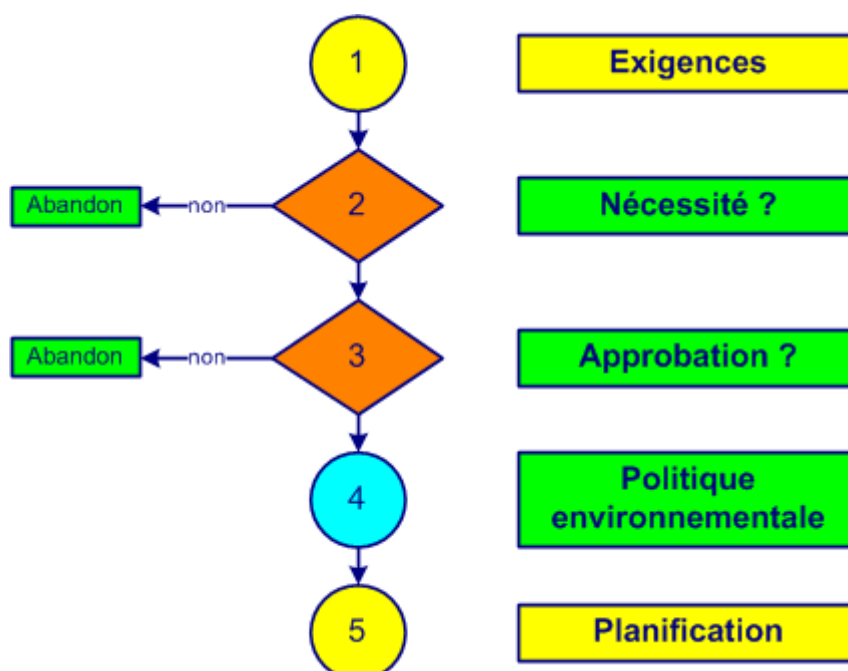 1
Exigences
Abandon
non
2
Nécessité ?
Abandon
non
3
Approbation ?
4
Politique
environnementale
5
Planification